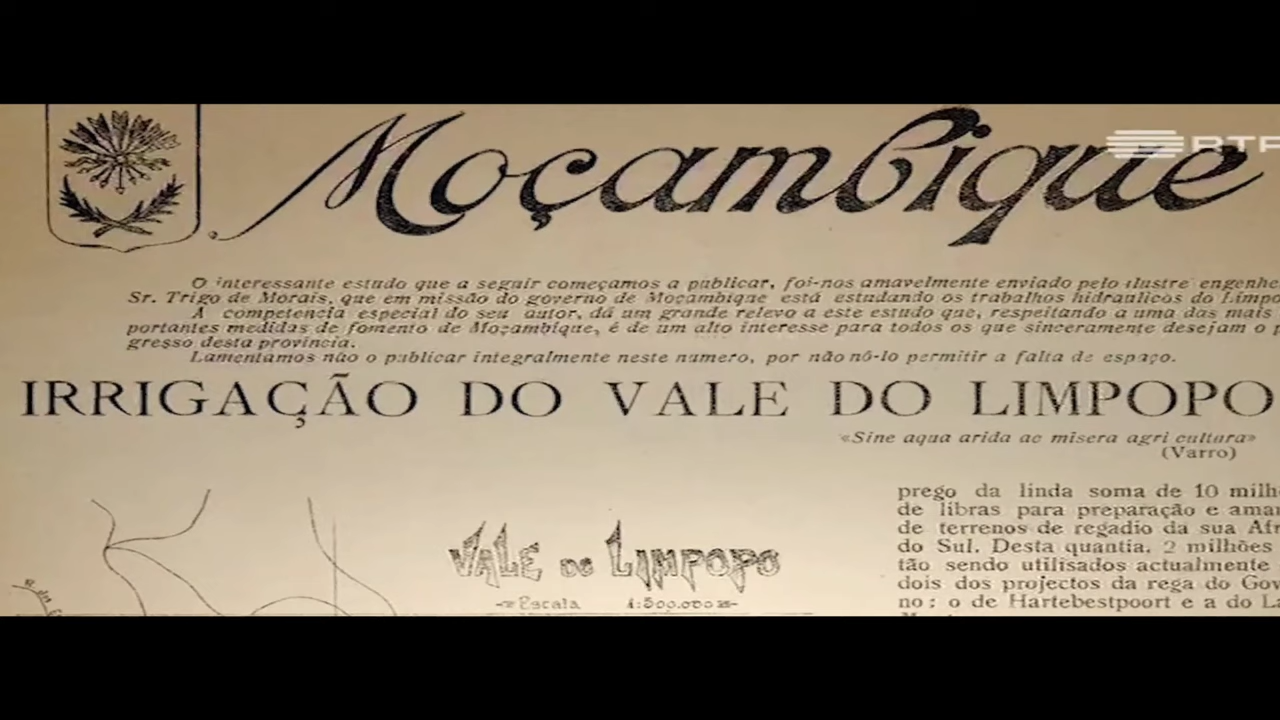 Moçambique
RTP
O interessante estudo que a seguir começamos a publicar, foi-nos amavelmente enviado pelo ilustre engenhe
Sr. Trigo de Morais, que em missão do governo de Moçambique está estudando os trabalhos hidraulicos do Limpo
A competencia especial do seu autor, dá um grande relevo a este estudo que, respeitando a uma das mais
portantes medidas de fomento de Moçambique, é de um alto interesse para todos os que sinceramente desejam o p
gresso desta provincia.
Lamentamos não o publicar integralmente neste numero, por não nô-lo permitir a falta de espaço.
IRRIGAÇÃO DO VALE DO LIMPOPO
«Sine aqua arida ac misera agri cultura»
(Varro)
prego da linda soma de 10 milh
de libras para preparação e amar
de terrenos de regadio da sua Afr
do Sul. Desta quantia, 2 milhões
tão sendo utilisados actualmente
dois dos projectos da rega do Gov
no: o de Hartebestpoort e a do La
VALE DO LIMPOPO
Escala 1:500.000